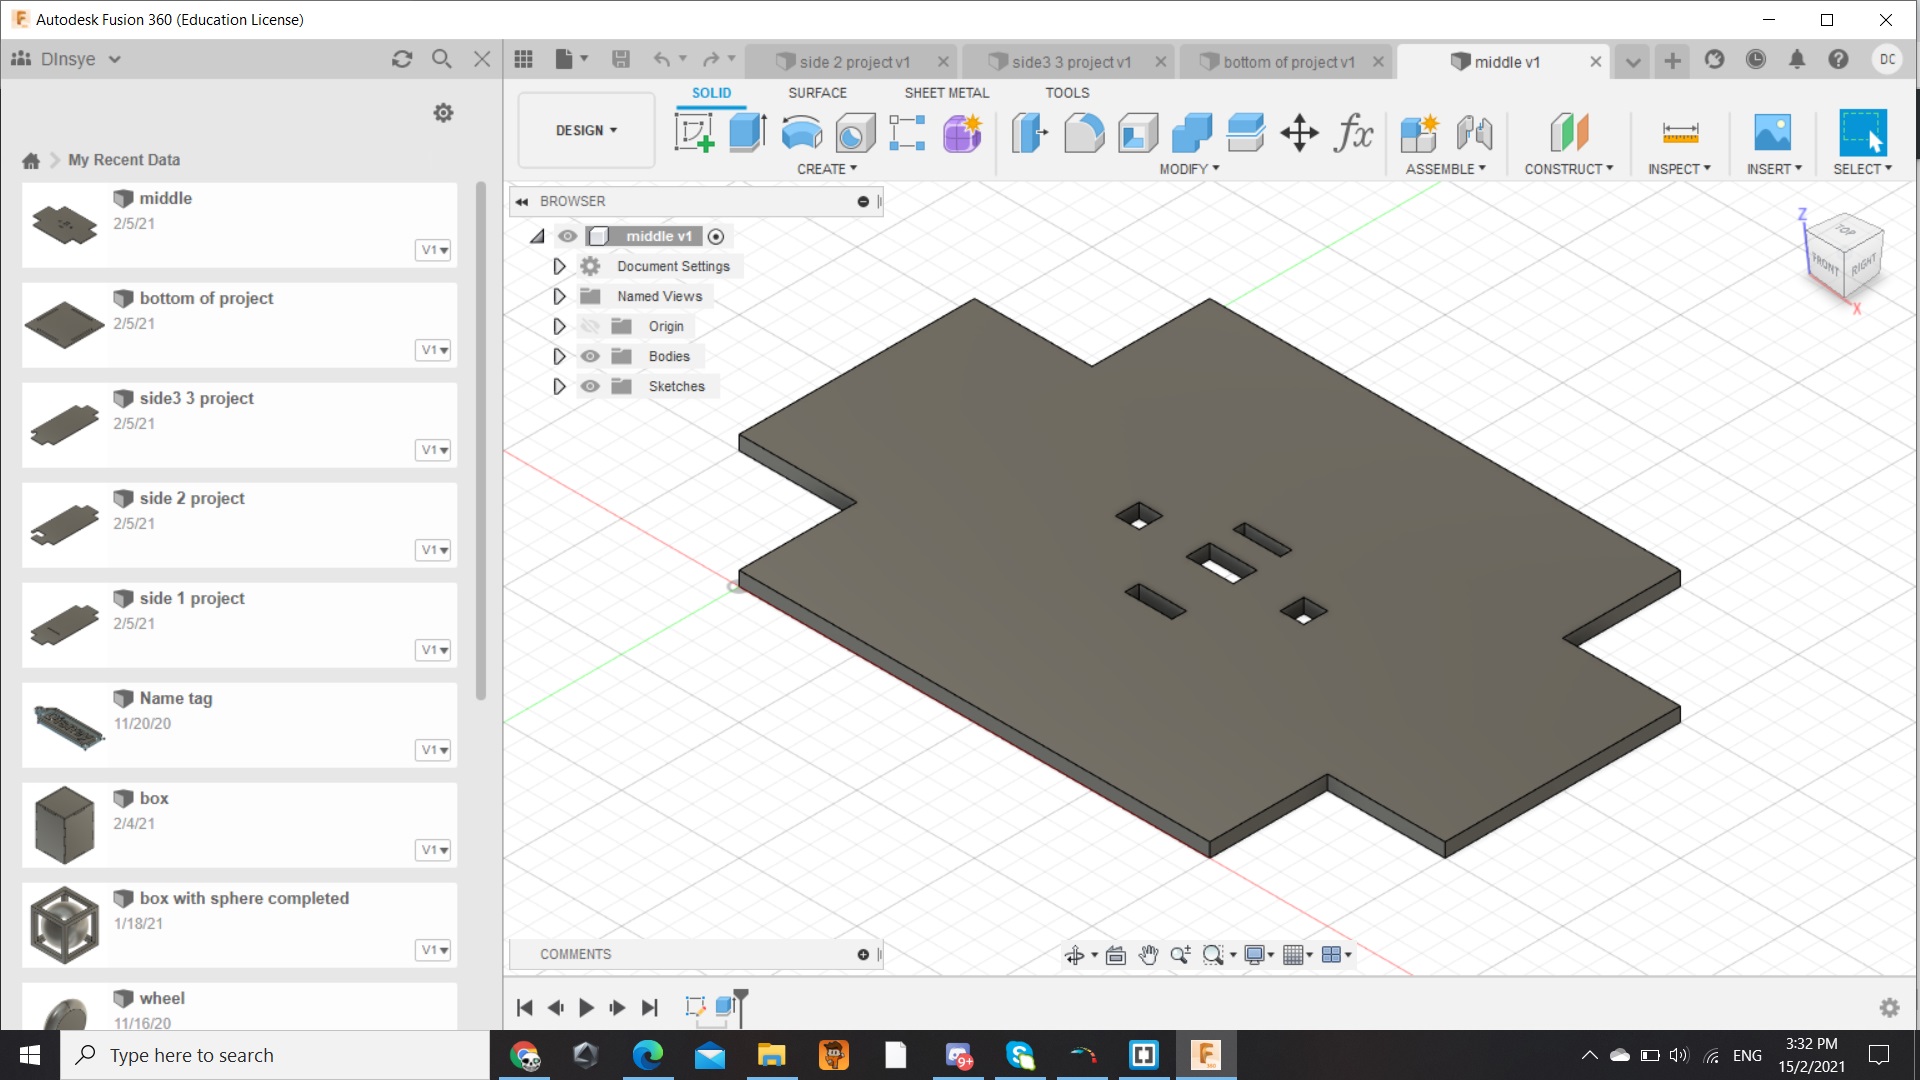 Autodesk Fusion 360 (Education License)
DInsye
side 2 project v1
side3 3 project v1
bottom of project v1
middle v1
DC
SOLID
SURFACE
SHEET METAL
TOOLS
DESIGN
CREATE
MODIFY
ASSEMBLE
CONSTRUCT
INSPECT
INSERT
SELECT
fx
My Recent Data
middle
2/5/21
V1
bottom of project
2/5/21
V1
side3 3 project
2/5/21
V1
side 2 project
2/5/21
V1
side 1 project
2/5/21
V1
Name tag
11/20/20
V1
box
2/4/21
V1
box with sphere completed
1/18/21
V1
wheel
11/16/20
BROWSER
middle v1
Document Settings
Named Views
Origin
Bodies
Sketches
Z
TOP
FRONT
RIGHT
X
COMMENTS
Type here to search
9+
ENG
3:32 PM
15/2/2021